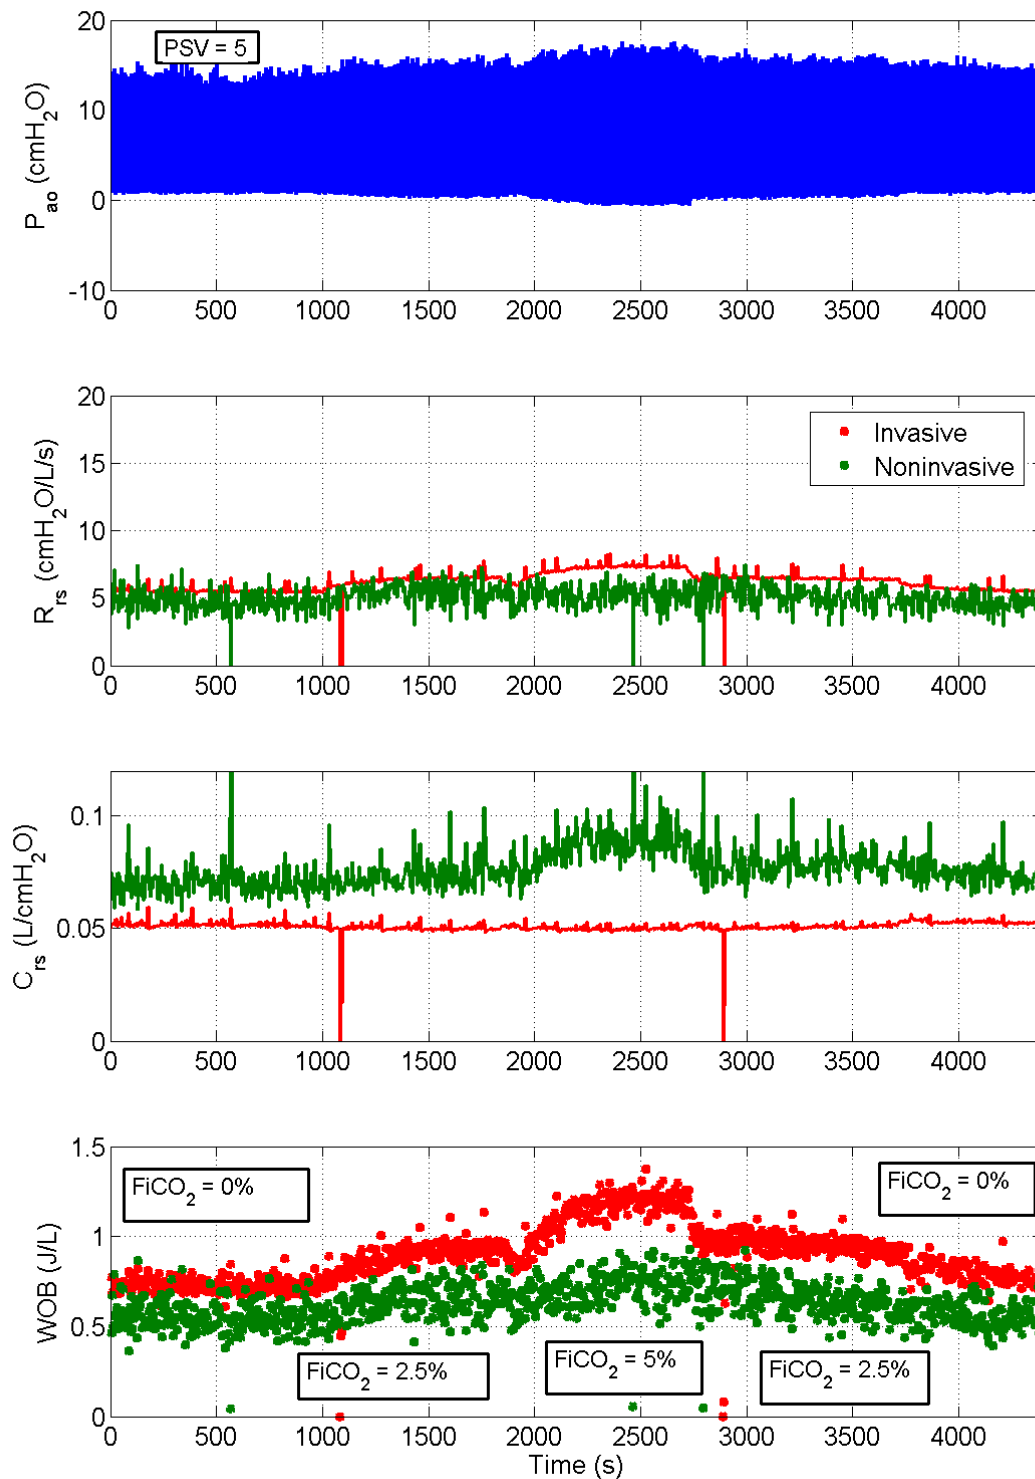 20
PSV = 5
10
0
-10
P_ao (cmH_2O)
0 500 1000 1500 2000 2500 3000 3500 4000
20
15
10
5
0
R_rs (cmH_2O/L/s)
Invasive
Noninvasive
0 500 1000 1500 2000 2500 3000 3500 4000
0.1
0.05
0
C_rs (L/cmH_2O)
0 500 1000 1500 2000 2500 3000 3500 4000
1.5
1
0.5
0
WOB (J/L)
FiCO_2 = 0%
FiCO_2 = 0%
FiCO_2 = 2.5%
FiCO_2 = 5%
FiCO_2 = 2.5%
0 500 1000 1500 2000 2500 3000 3500 4000
Time (s)